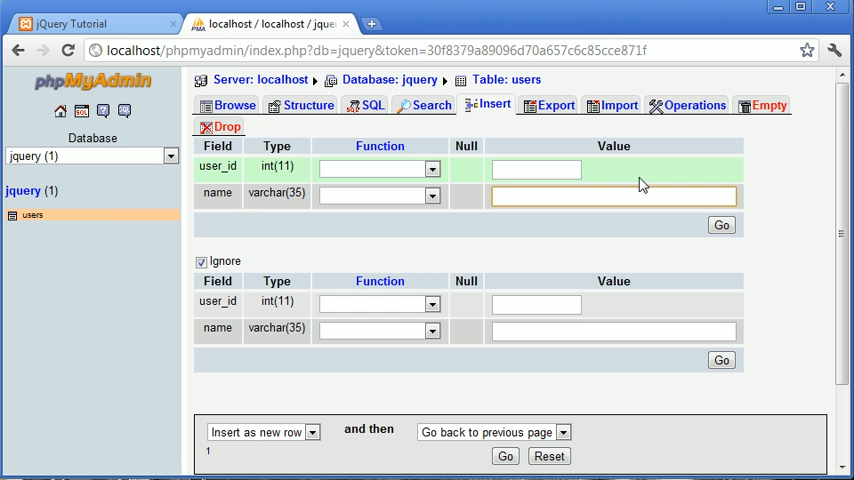 jQuery Tutorial
localhost / localhost / jque
localhost/phpmyadmin/index.php?db=jquery&token=30f8379a89096d70a657c6c85cce871f
phpMyAdmin
Database
jquery (1)
jquery (1)
users
Server: localhost Database: jquery Table: users
Browse Structure SQL Search Insert Export Import Operations Empty
Drop
Field Type Function Null Value
user_id int(11)
name varchar(35)
Go
Ignore
Field Type Function Null Value
user_id int(11)
name varchar(35)
Go
Insert as new row and then Go back to previous page
1
Go Reset